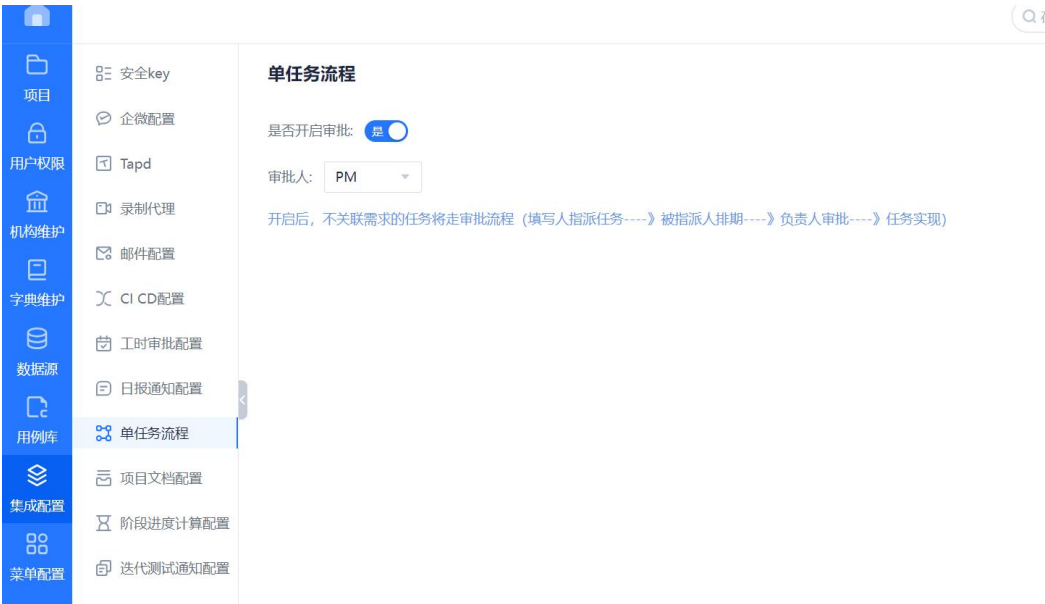 项目
用户权限
机构维护
字典维护
数据源
用例库
集成配置
菜单配置
安全key
企微配置
Tapd
录制代理
邮件配置
CI CD配置
工时审批配置
日报通知配置
单任务流程
项目文档配置
阶段进度计算配置
迭代测试通知配置
单任务流程
是否开启审批: 是
审批人: PM
开启后，不关联需求的任务将走审批流程（填写人指派任务----》被指派人排期----》负责人审批----》任务实现)